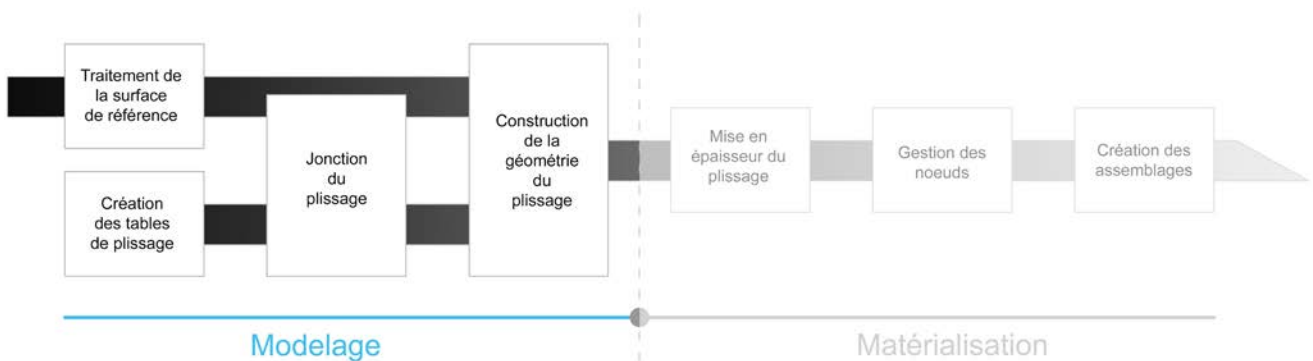 Traitement de
la surface
de référence
Création
des tables
de plissage
Jonction
du
plissage
Construction
de la
géométrie
du
plissage
Mise en
épaisseur du
plissage
Gestion des
noeuds
Création des
assemblages
Modelage
Matérialisation